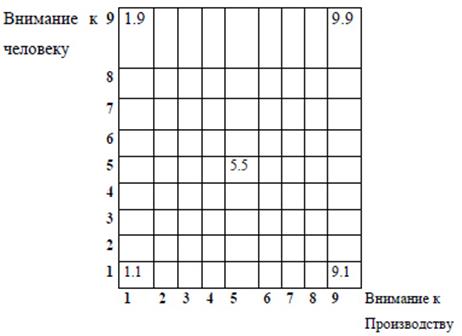 Внимание к 9 1.9 9.9
человеку
8
7
6
5 5.5
4
3
2
1 1.1 9.1
1 2 3 4 5 6 7 8 9 Внимание к
Производству